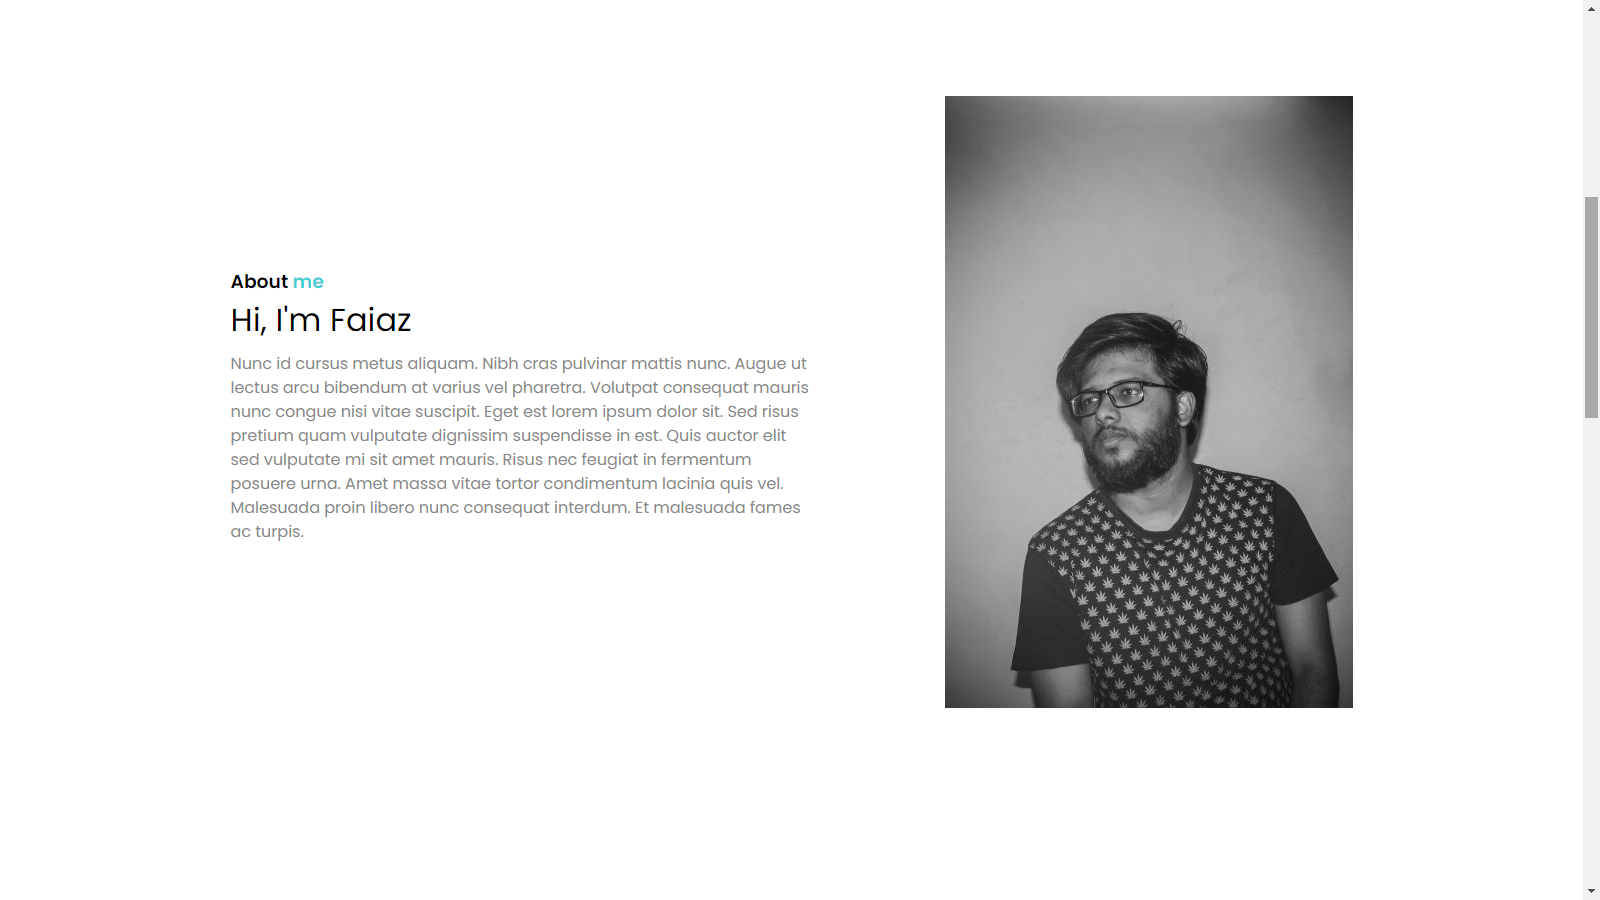 About me
Hi, I'm Faiaz
Nunc id cursus metus aliquam. Nibh cras pulvinar mattis nunc. Augue ut
lectus arcu bibendum at varius vel pharetra. Volutpat consequat mauris
nunc congue nisi vitae suscipit. Eget est lorem ipsum dolor sit. Sed risus
pretium quam vulputate dignissim suspendisse in est. Quis auctor elit
sed vulputate mi sit amet mauris. Risus nec feugiat in fermentum
posuere urna. Amet massa vitae tortor condimentum lacinia quis vel.
Malesuada proin libero nunc consequat interdum. Et malesuada fames
ac turpis.